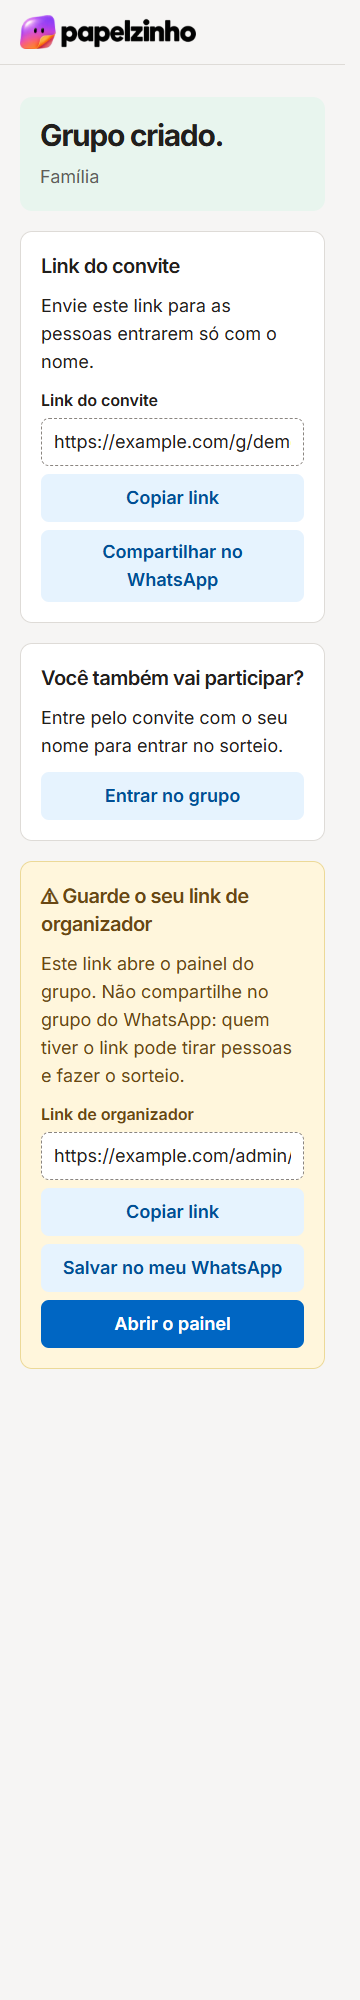 papelzinho
Grupo criado.
Família
Link do convite
Envie este link para as
pessoas entrarem só com o
nome.
Link do convite
https://example.com/g/dem
Copiar link
Compartilhar no
WhatsApp
Você também vai participar?
Entre pelo convite com o seu
nome para entrar no sorteio.
Entrar no grupo
⚠ Guarde o seu link de
organizador
Este link abre o painel do
grupo. Não compartilhe no
grupo do WhatsApp: quem
tiver o link pode tirar pessoas
e fazer o sorteio.
Link de organizador
https://example.com/admin/
Copiar link
Salvar no meu WhatsApp
Abrir o painel